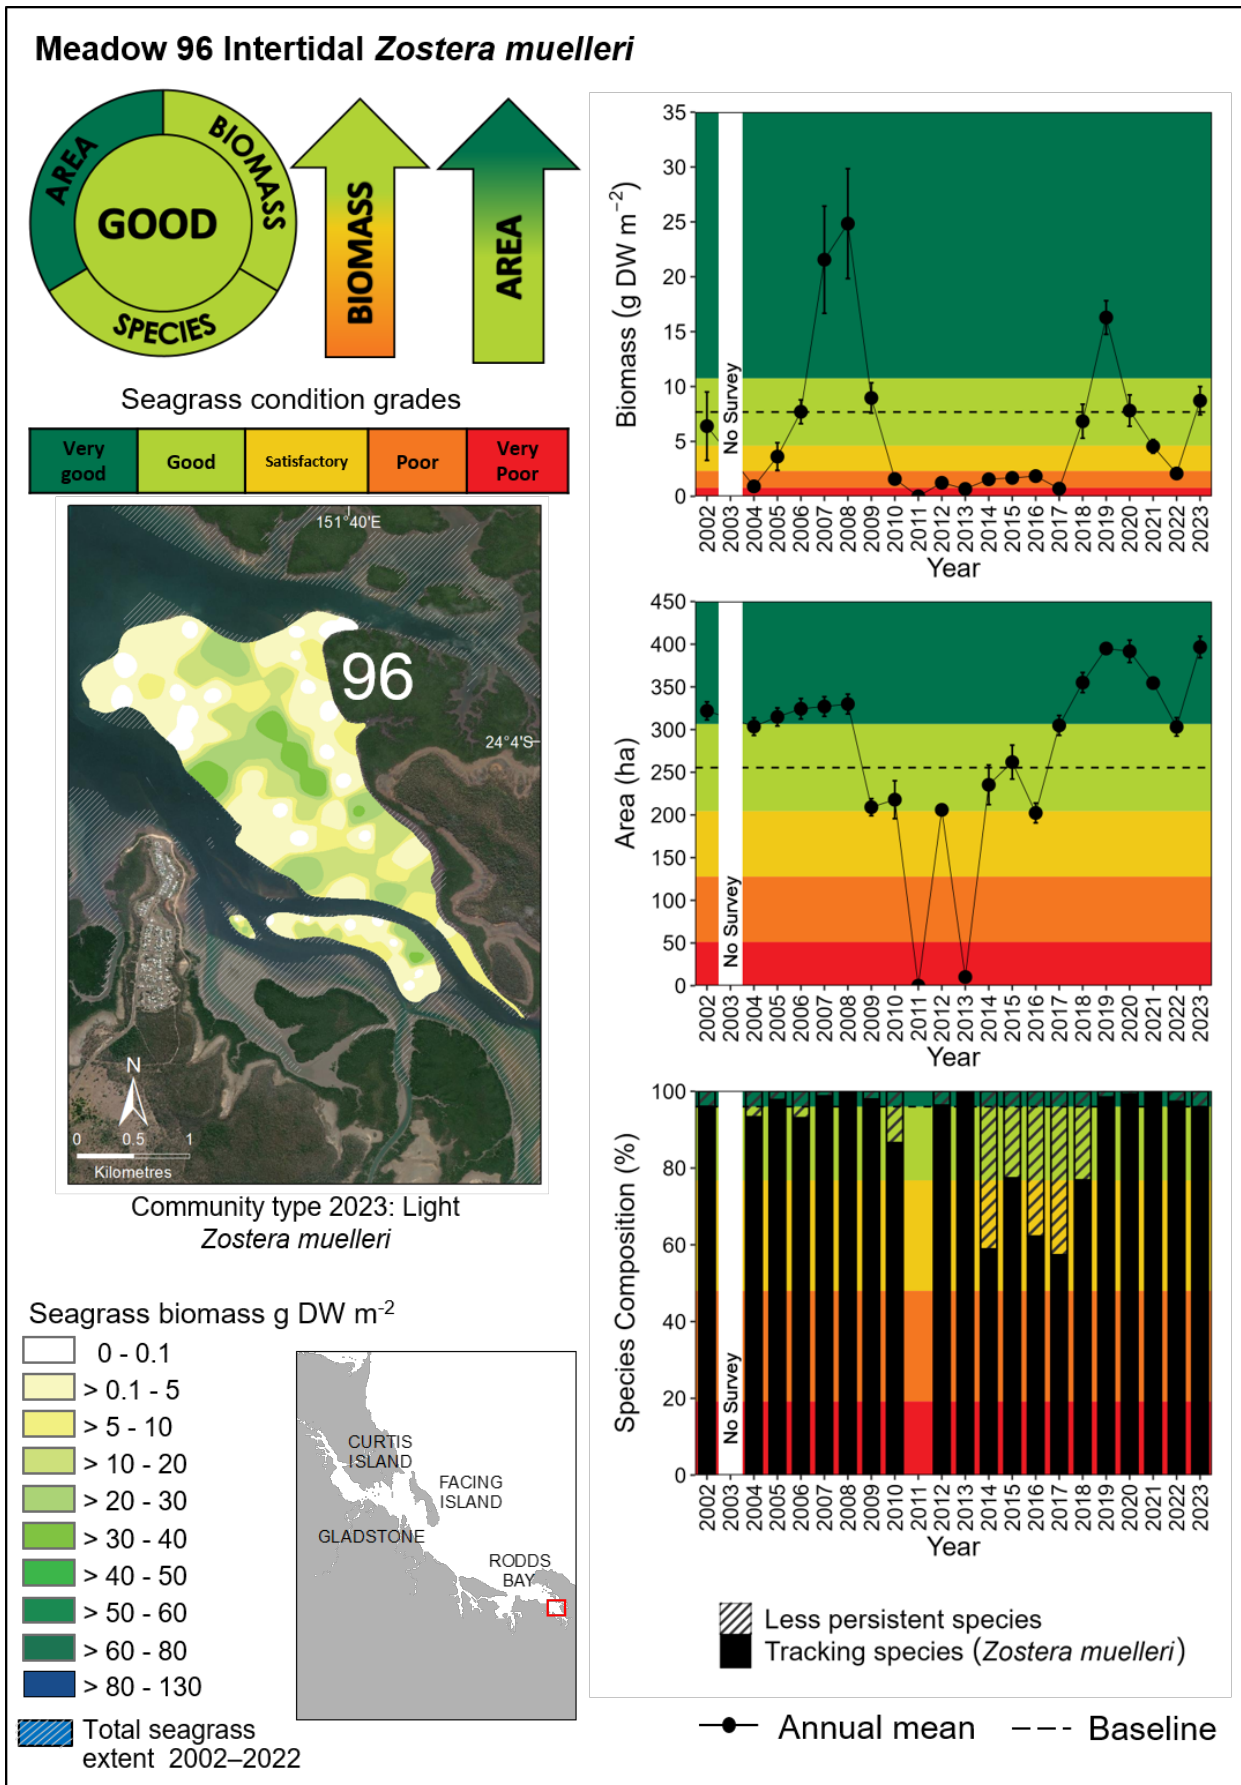 Meadow 96 Intertidal Zostera muelleri
AREA
BIOMASS
GOOD
SPECIES
BIOMASS
AREA
Seagrass condition grades
Very good
Good
Satisfactory
Poor
Very Poor
151°40'E
96
24°4'S
N
0 0.5 1
Kilometres
Community type 2023: Light
Zostera muelleri
Seagrass biomass g DW m-2
0 - 0.1
> 0.1 - 5
> 5 - 10
> 10 - 20
> 20 - 30
> 30 - 40
> 40 - 50
> 50 - 60
> 60 - 80
> 80 - 130
Total seagrass
extent 2002–2022
CURTIS
ISLAND
FACING
ISLAND
GLADSTONE
RODDS
BAY
Biomass (g DW m−2)
35
30
25
20
15
10
5
0
No Survey
2002 2003 2004 2005 2006 2007 2008 2009 2010 2011 2012 2013 2014 2015 2016 2017 2018 2019 2020 2021 2022 2023
Year
Area (ha)
450
400
350
300
250
200
150
100
50
0
No Survey
2002 2003 2004 2005 2006 2007 2008 2009 2010 2011 2012 2013 2014 2015 2016 2017 2018 2019 2020 2021 2022 2023
Year
Species Composition (%)
100
80
60
40
20
0
No Survey
2002 2003 2004 2005 2006 2007 2008 2009 2010 2011 2012 2013 2014 2015 2016 2017 2018 2019 2020 2021 2022 2023
Year
Less persistent species
Tracking species (Zostera muelleri)
Annual mean
Baseline